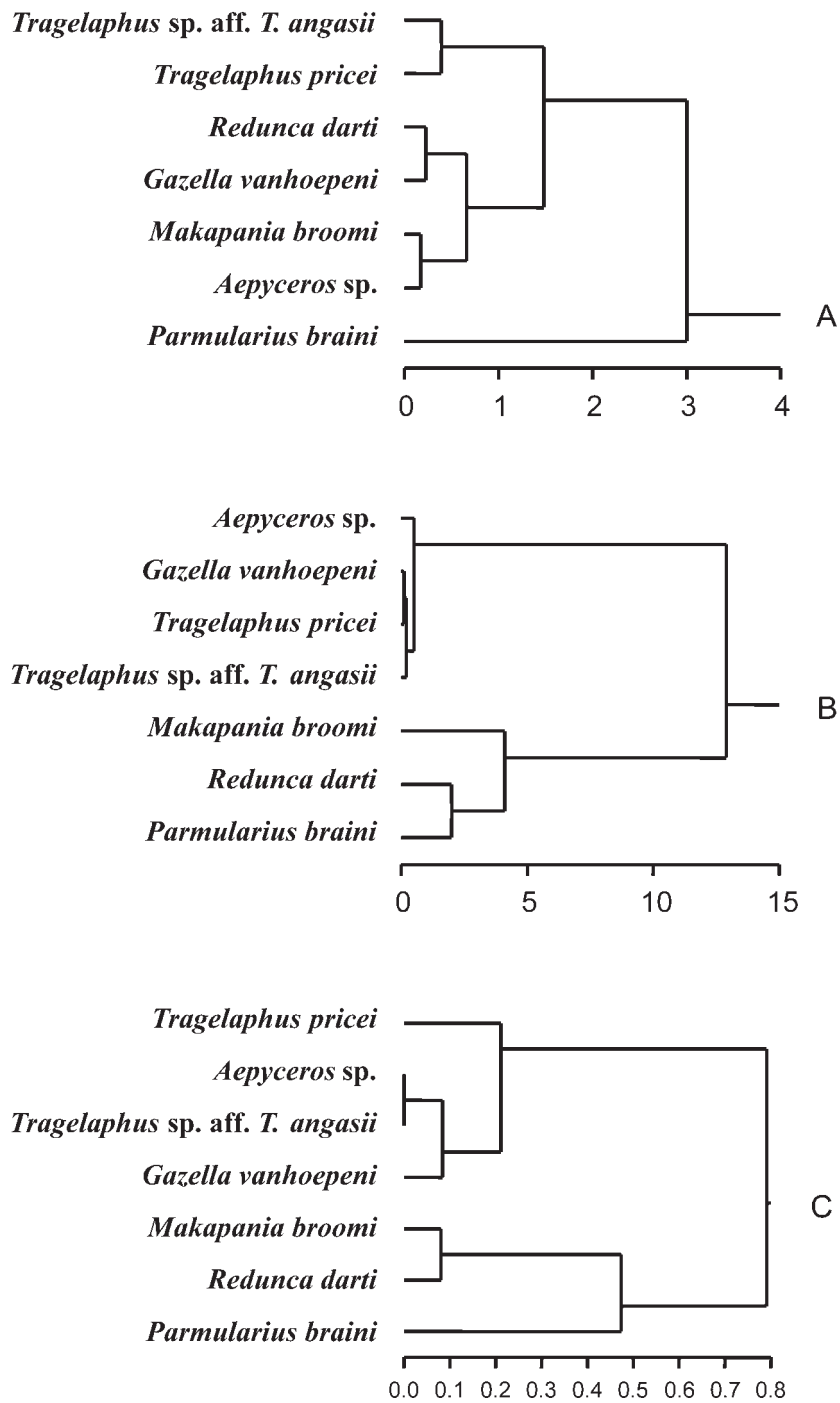 Tragelaphus sp. aff. T. angasii
Tragelaphus pricei
Redunca darti
Gazella vanhoepeni
Makapania broomi
Aepyceros sp.
Parmularius braini
A
0 1 2 3 4
Aepyceros sp.
Gazella vanhoepeni
Tragelaphus pricei
Tragelaphus sp. aff. T. angasii
Makapania broomi
Redunca darti
Parmularius braini
B
0 5 10 15
Tragelaphus pricei
Aepyceros sp.
Tragelaphus sp. aff. T. angasii
Gazella vanhoepeni
Makapania broomi
Redunca darti
Parmularius braini
C
0.0 0.1 0.2 0.3 0.4 0.5 0.6 0.7 0.8